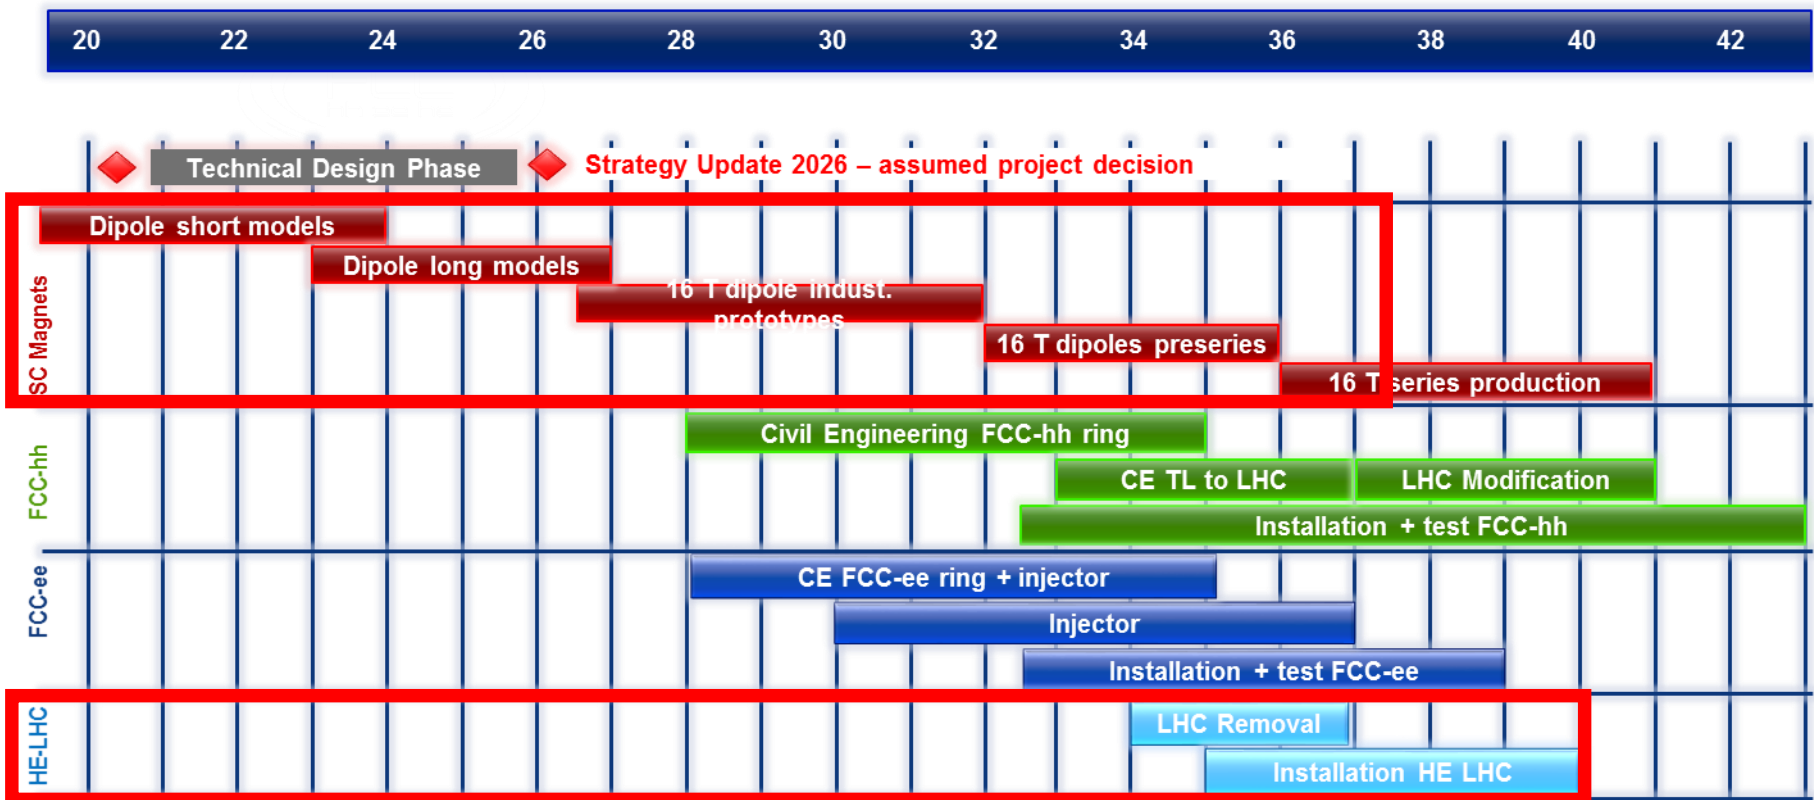 20 22 24 26 28 30 32 34 36 38 40 42
Technical Design Phase
Strategy Update 2026 – assumed project decision
SC Magnets
Dipole short models
Dipole long models
16 T dipole indust.
prototypes
16 T dipoles preseries
16 T series production
FCC-hh
Civil Engineering FCC-hh ring
CE TL to LHC
LHC Modification
Installation + test FCC-hh
FCC-ee
CE FCC-ee ring + injector
Injector
Installation + test FCC-ee
HE-LHC
LHC Removal
Installation HE LHC